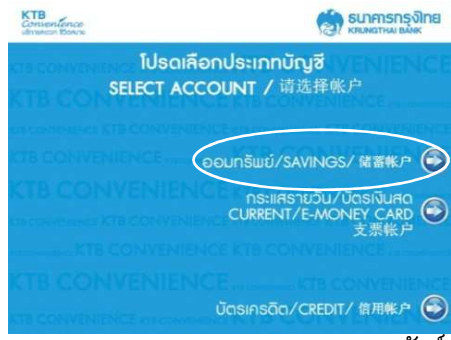 KTB
Convenience
ธนาคารกรุงไทย
KRUNGTHAI BANK
โปรดเลือกประเภทบัญชี
SELECT ACCOUNT / 请选择帐户
ออมทรัพย์/SAVINGS/ 储蓄帐户
กระแสรายวัน/บัตรเงินสด
CURRENT/E-MONEY CARD
支票帐户
บัตรเครดิต/CREDIT/ 信用帐户